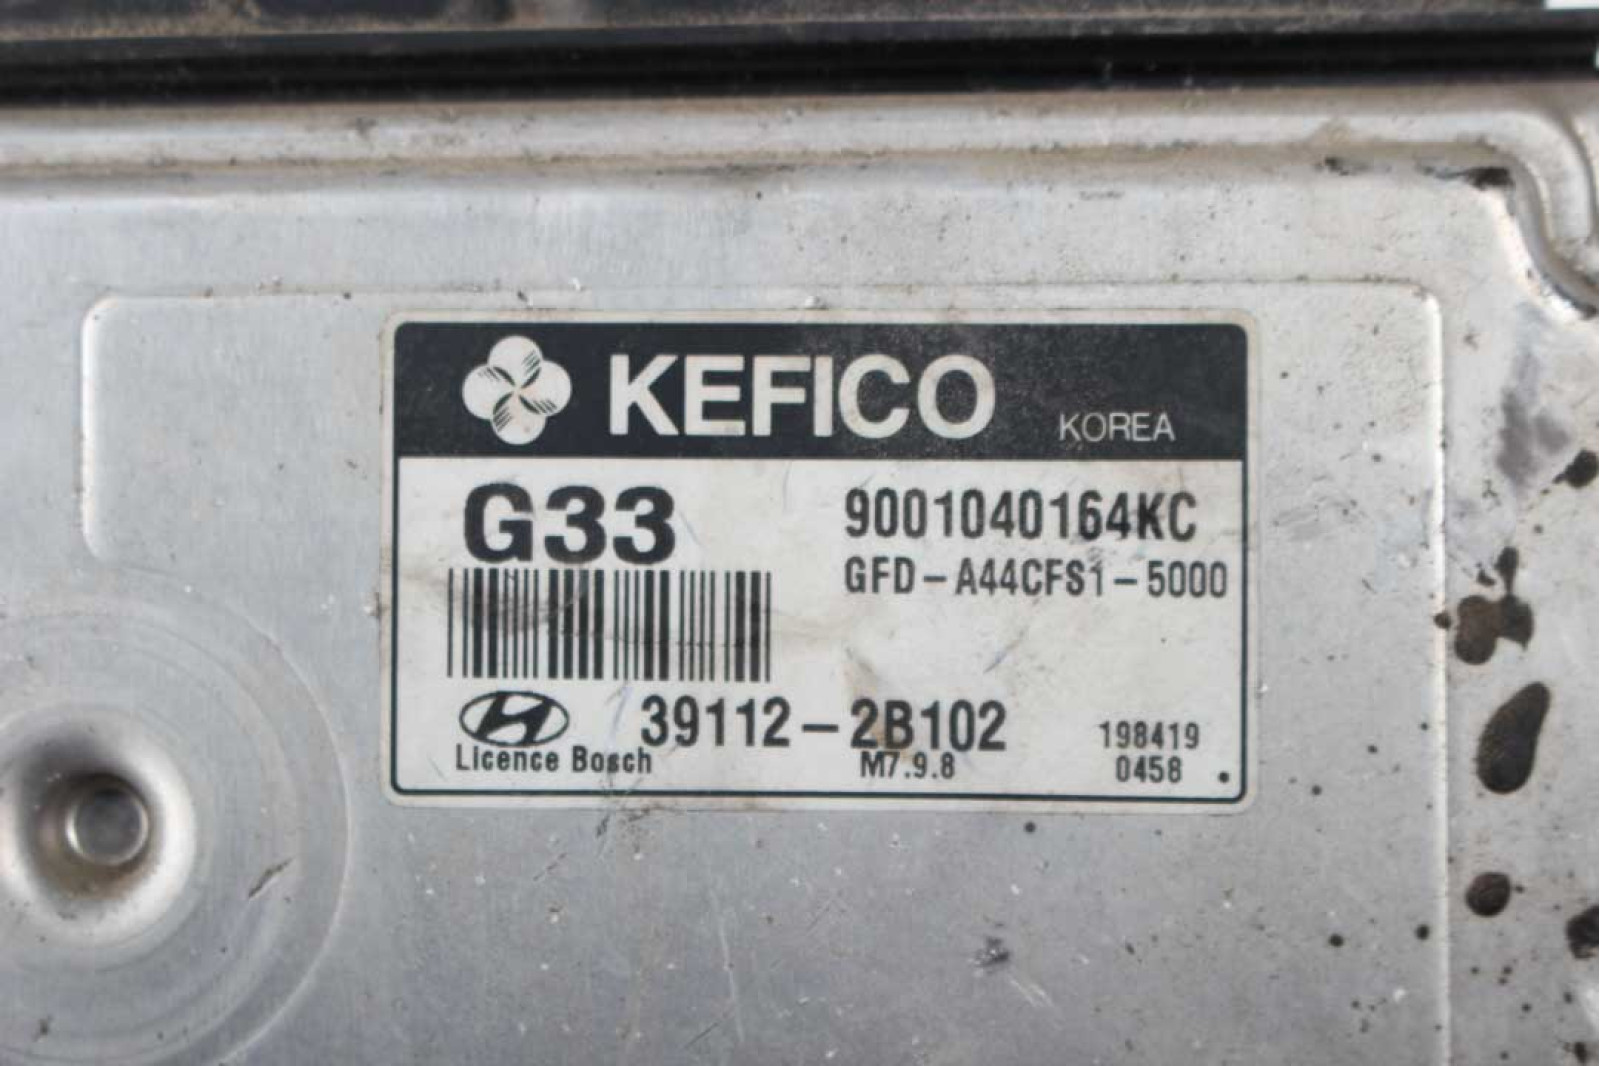 KEFICO KOREA
G33 9001040164KC
GFD-A44CFS1-5000
39112-2B102 198419
Licence Bosch M7.9.8 0458